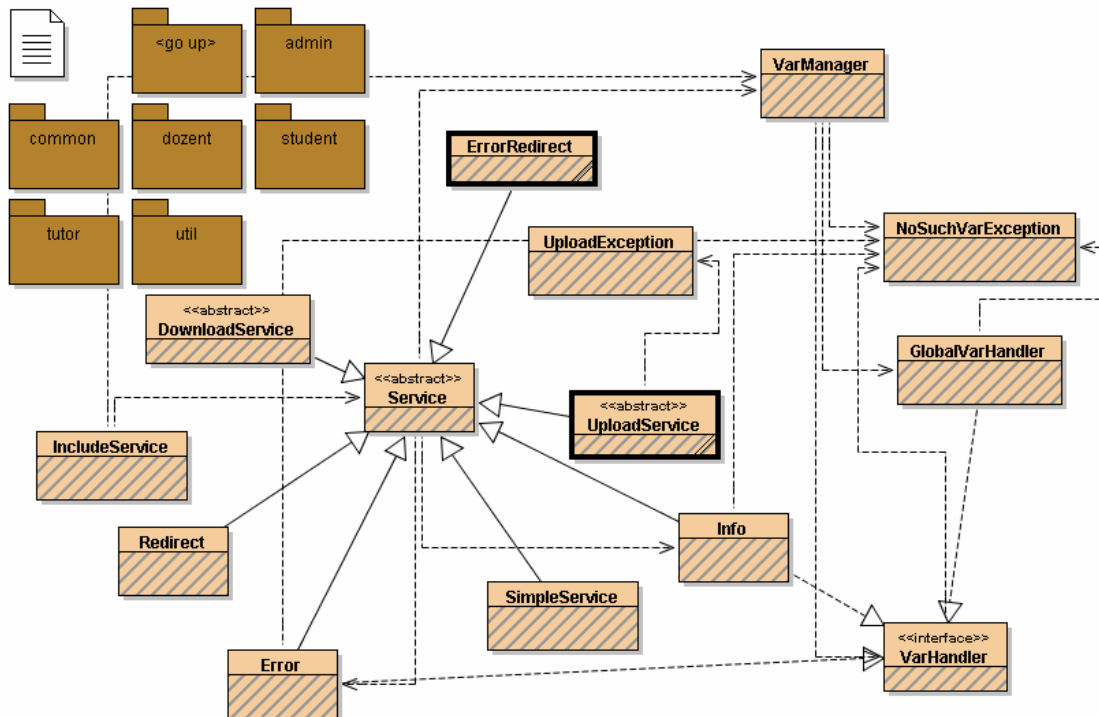 <go up>
admin
common
dozent
student
tutor
util
VarManager
ErrorRedirect
UploadException
NoSuchVarException
<<abstract>>
DownloadService
GlobalVarHandler
<<abstract>>
Service
<<abstract>>
UploadService
IncludeService
Redirect
Info
SimpleService
Error
<<interface>>
VarHandler